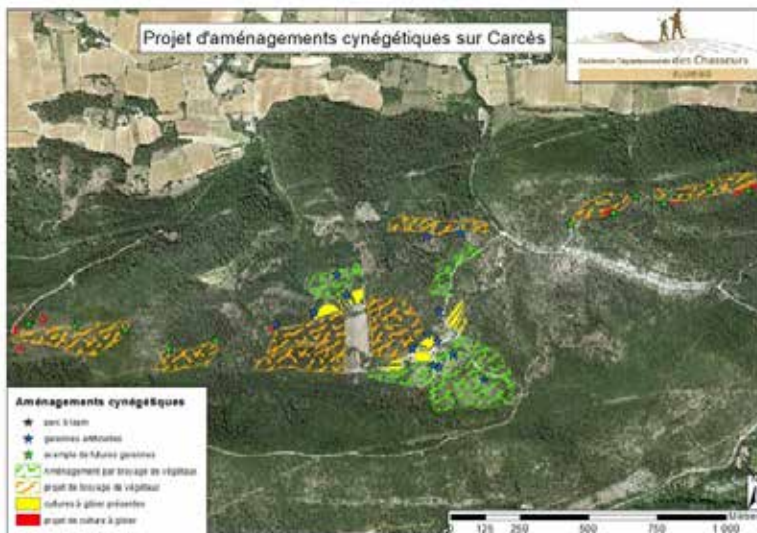 Projet d'aménagements cynégétiques sur Carcès
Fédération Départementale des Chasseurs
Aménagements cynégétiques
parc à lapin
garennes artificielles
exemple de futures garennes
Aménagement par broyage de végétaux
projet de broyage de végétaux
cultures à gibier présentes
projet de culture à gibier
0 125 250 500 750 1 000